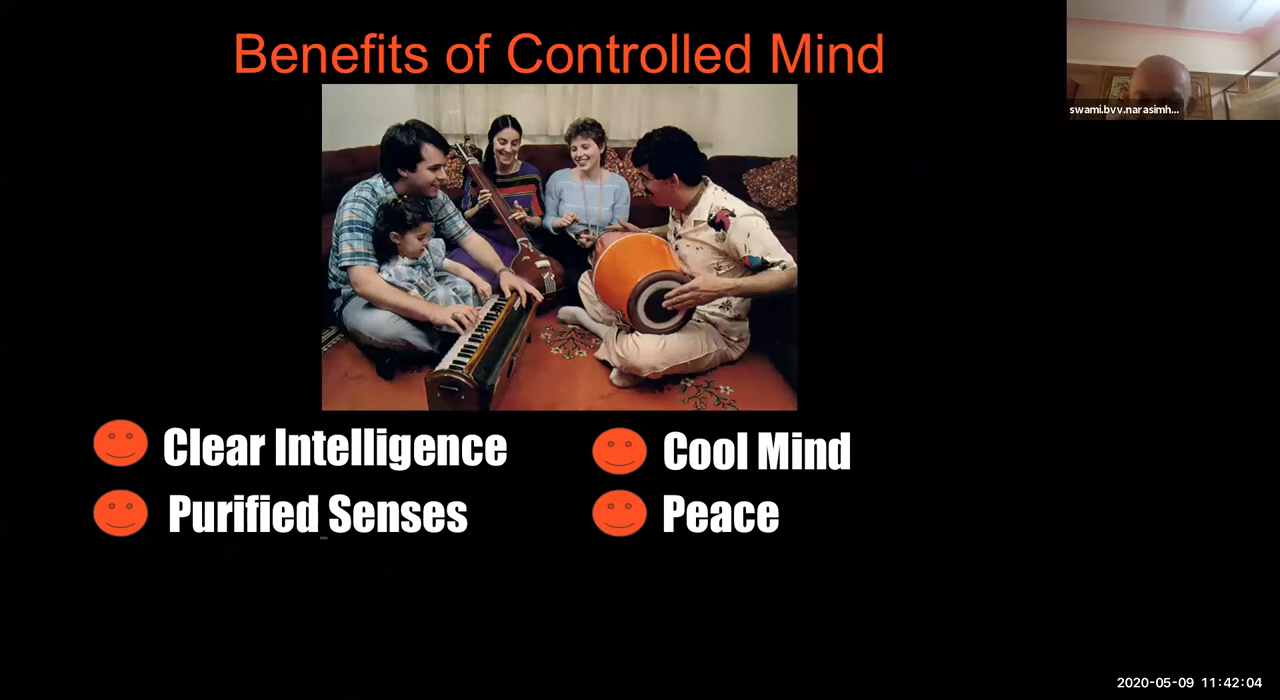 Benefits of Controlled Mind
swami.bvv.narasimh...
Clear Intelligence
Cool Mind
Purified Senses
Peace
2020-05-09 11:42:04